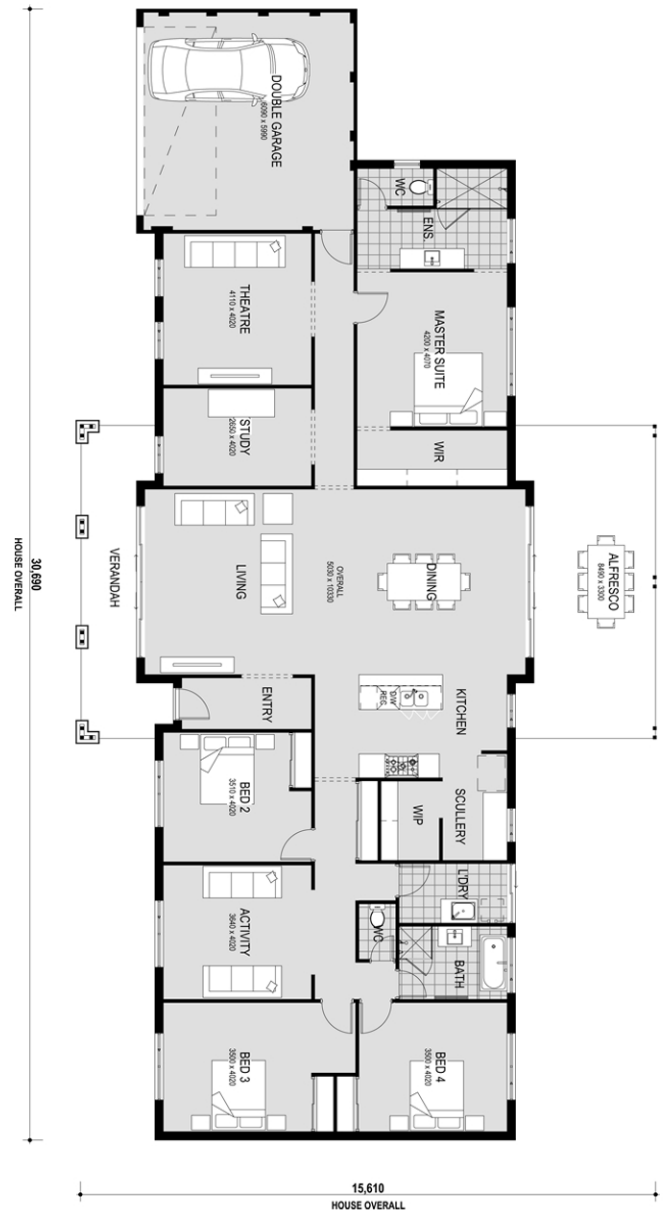 DOUBLE GARAGE
6090 x 5990
WC
ENS.
THEATRE
4110 x 4020
MASTER SUITE
4200 x 4070
STUDY
2650 x 4020
WIR
VERANDAH
LIVING
OVERALL
5030 x 10330
DINING
ALFRESCO
8490 x 3300
ENTRY
D/W
REC.
KITCHEN
BED 2
3510 x 4020
WIP
SCULLERY
L'DRY
ACTIVITY
3640 x 4020
WC
BATH
BED 3
3500 x 4020
BED 4
3500 x 4020
30,690
HOUSE OVERALL
15,610
HOUSE OVERALL